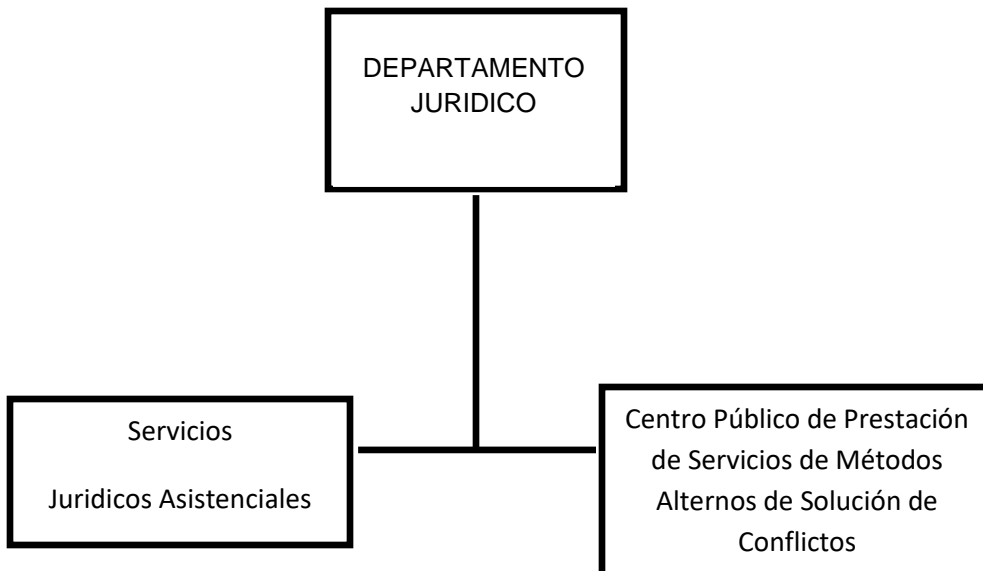 DEPARTAMENTO
JURIDICO
Servicios
Juridicos Asistenciales
Centro Público de Prestación
de Servicios de Métodos
Alternos de Solución de
Conflictos